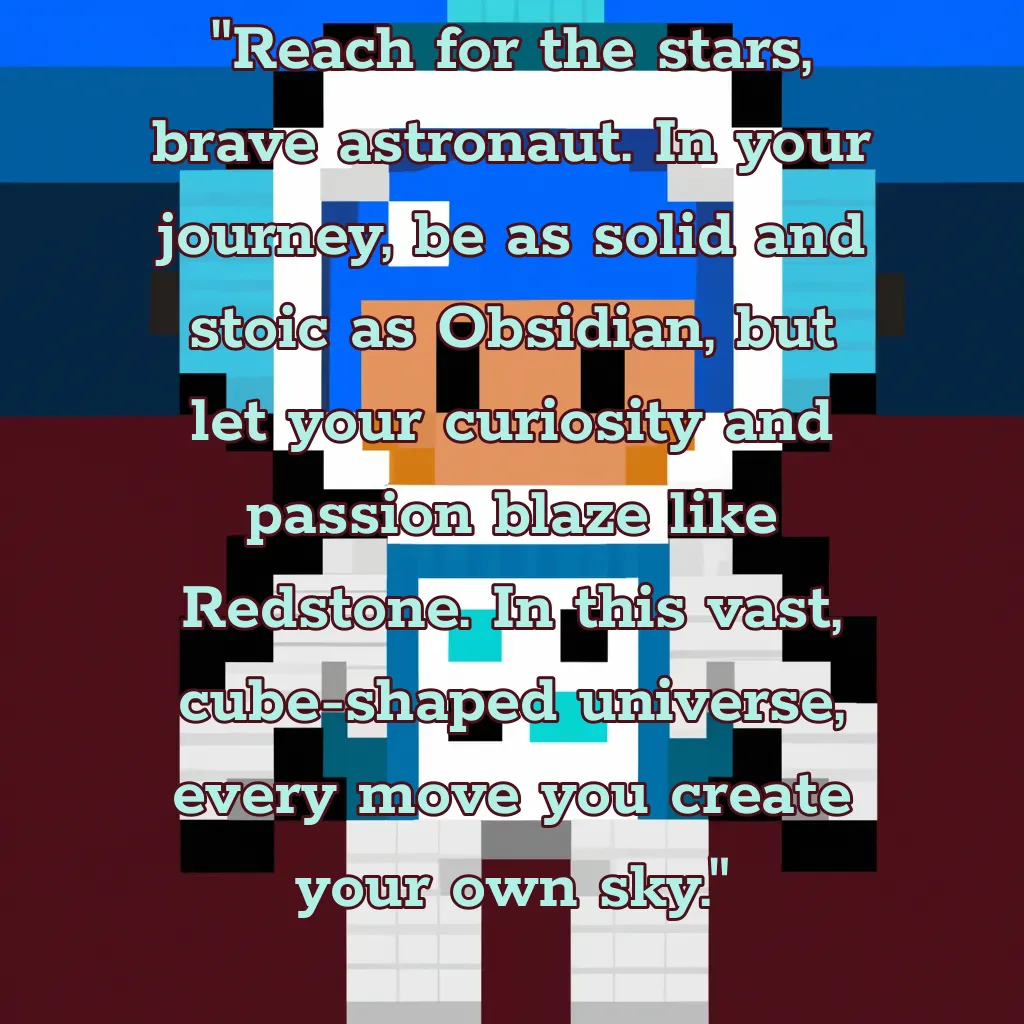 "Reach for the stars,
brave astronaut. In your
journey, be as solid and
stoic as Obsidian, but
let your curiosity and
passion blaze like
Redstone. In this vast,
cube-shaped universe,
every move you create
your own sky."